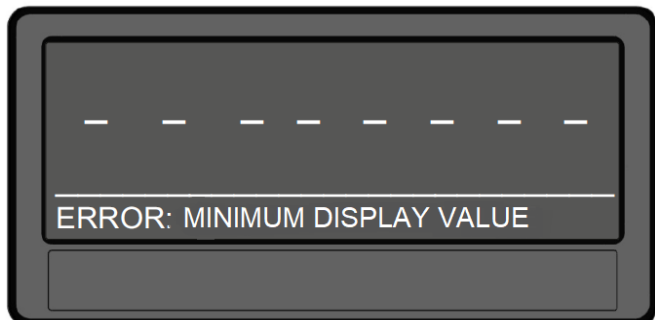 - - - - - - - -
ERROR: MINIMUM DISPLAY VALUE